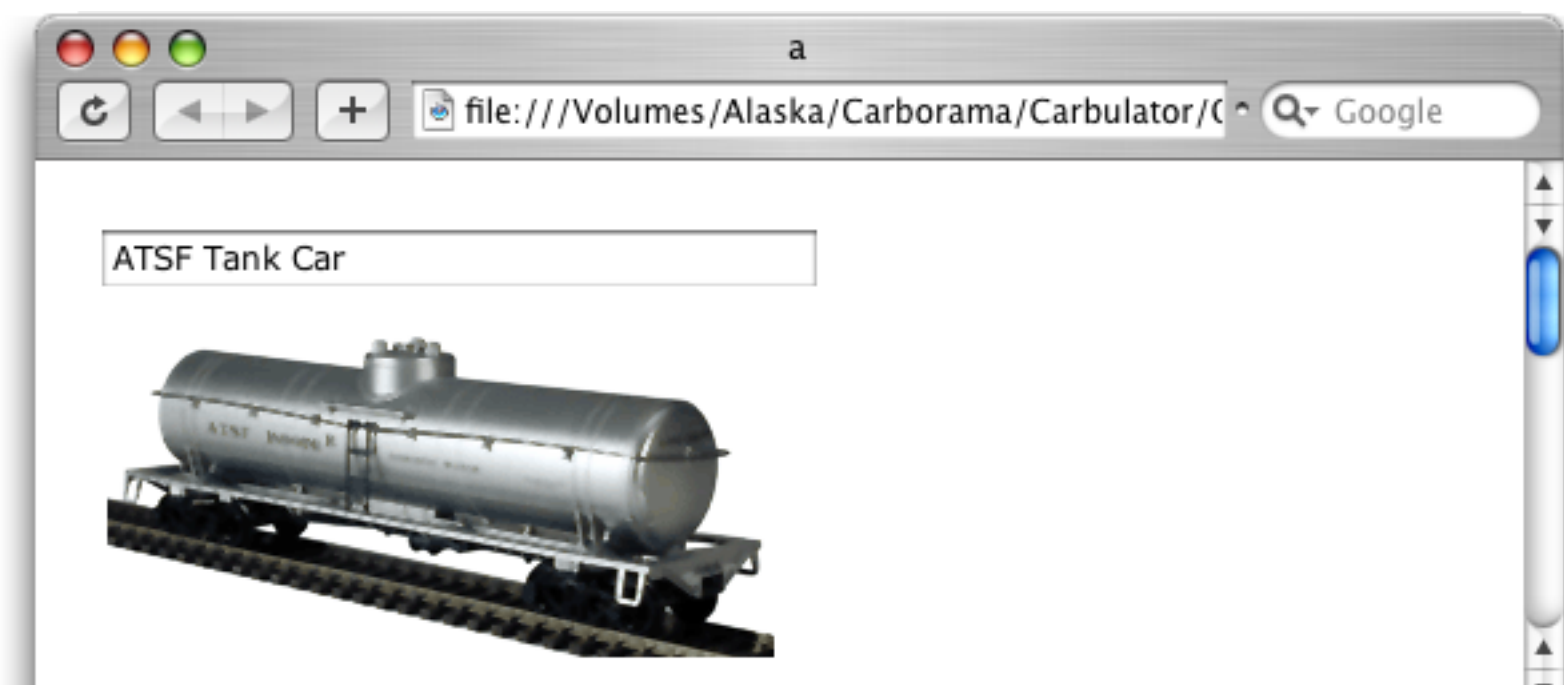 a
file:///Volumes/Alaska/Carborama/Carbulator/C
Google
ATSF Tank Car
ATSF